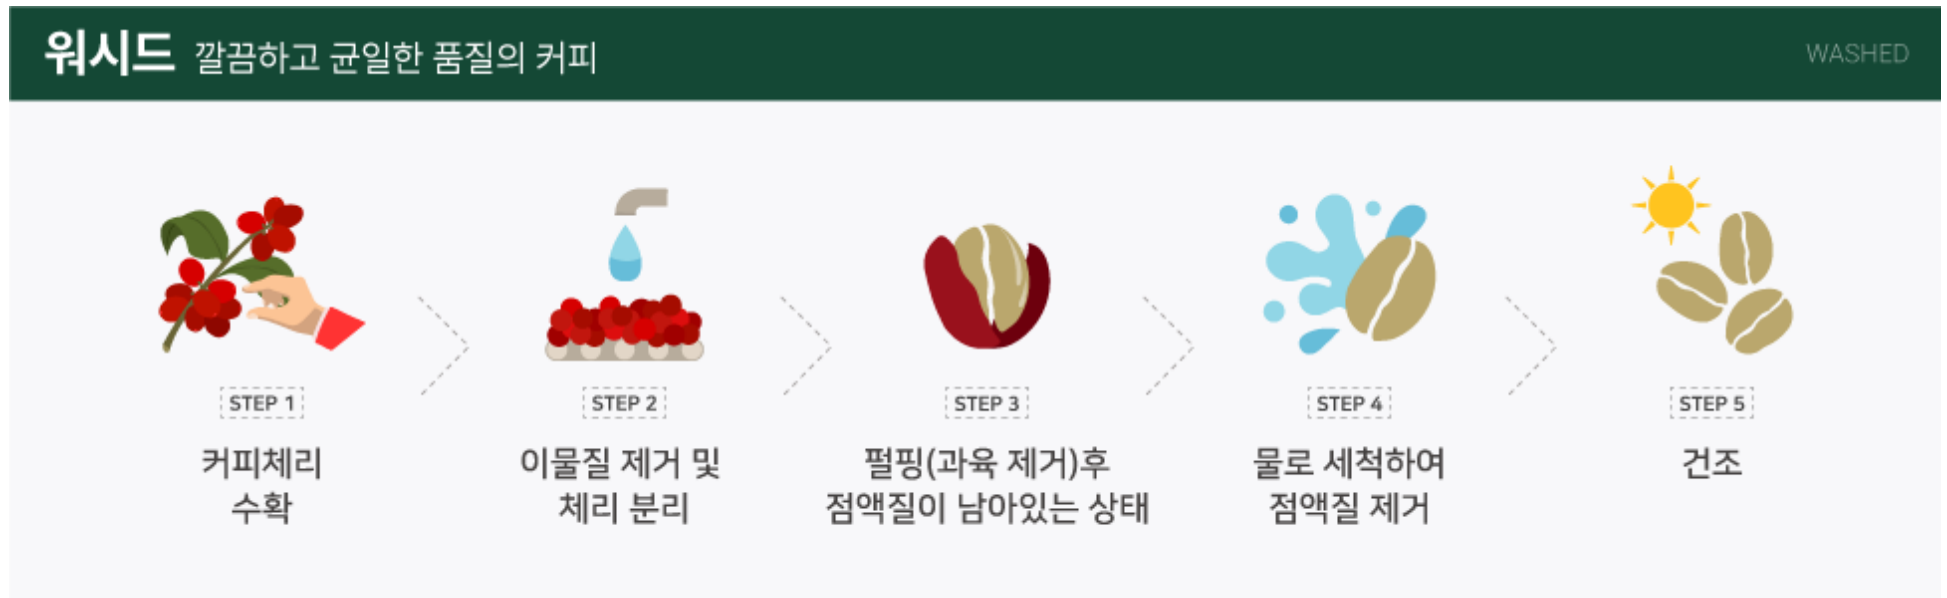 워시드 깔끔하고 균일한 품질의 커피
WASHED
STEP 1
커피체리
수확
STEP 2
이물질 제거 및
체리 분리
STEP 3
펄핑(과육 제거)후
점액질이 남아있는 상태
STEP 4
물로 세척하여
점액질 제거
STEP 5
건조